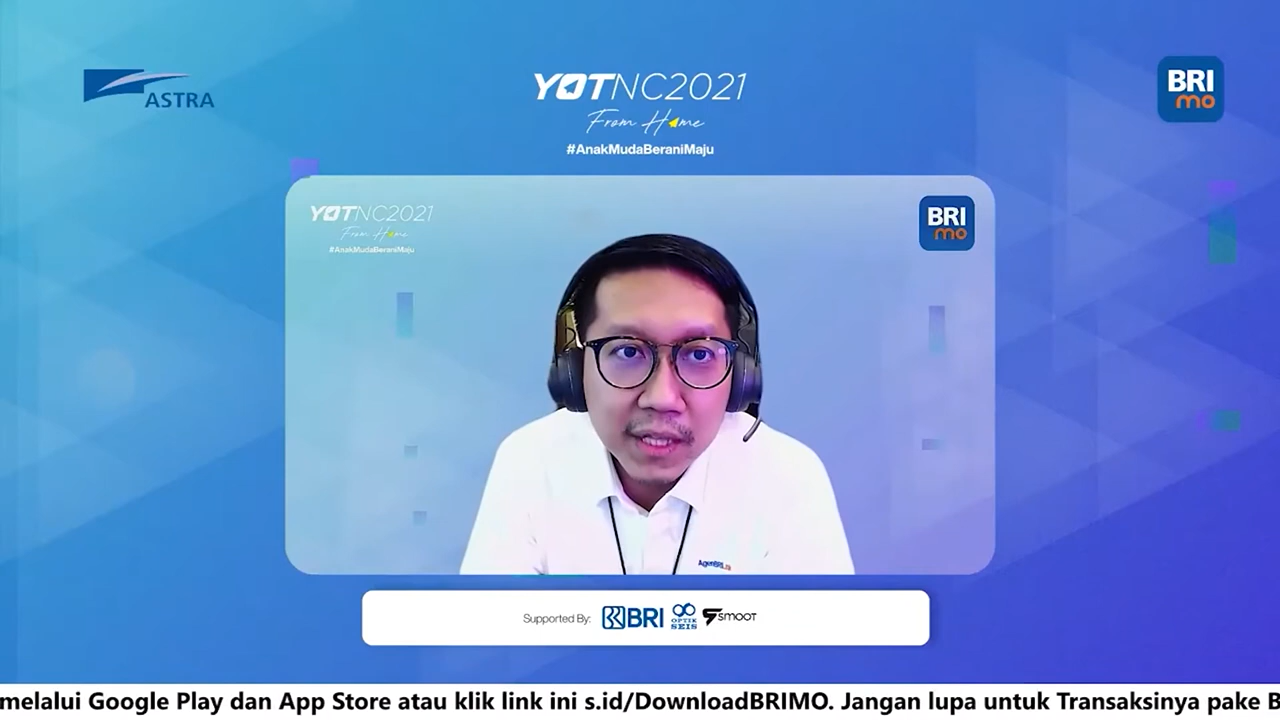 ASTRA
YOTNC2021
From Home
#AnakMudaBeraniMaju
BRI
mo
YOTNC2021
From Home
#AnakMudaBeraniMaju
BRI
mo
Supported By: BRI OPTIK SEIS SMOOT
melalui Google Play dan App Store atau klik link ini s.id/DownloadBRIMO. Jangan lupa untuk Transaksinya pake B